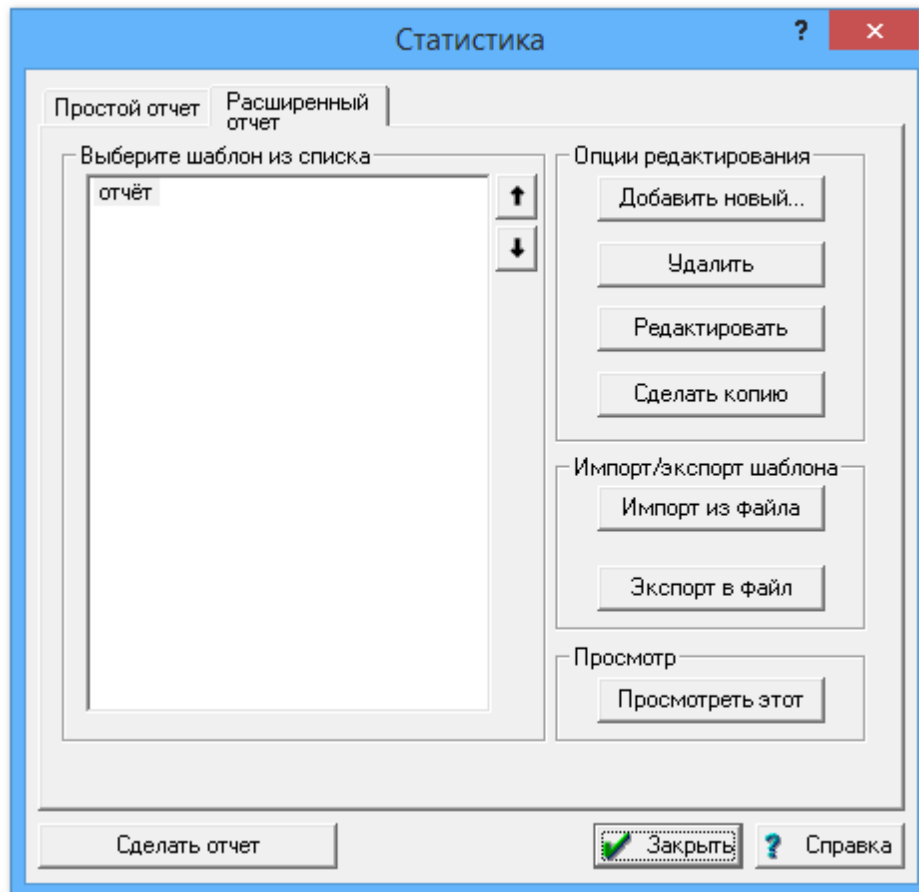 Статистика
?
Простой отчет
Расширенный
отчет
Выберите шаблон из списка
отчёт
Опции редактирования
Добавить новый...
Удалить
Редактировать
Сделать копию
Импорт/экспорт шаблона
Импорт из файла
Экспорт в файл
Просмотр
Просмотреть этот
Сделать отчет
Закрыть
? Справка